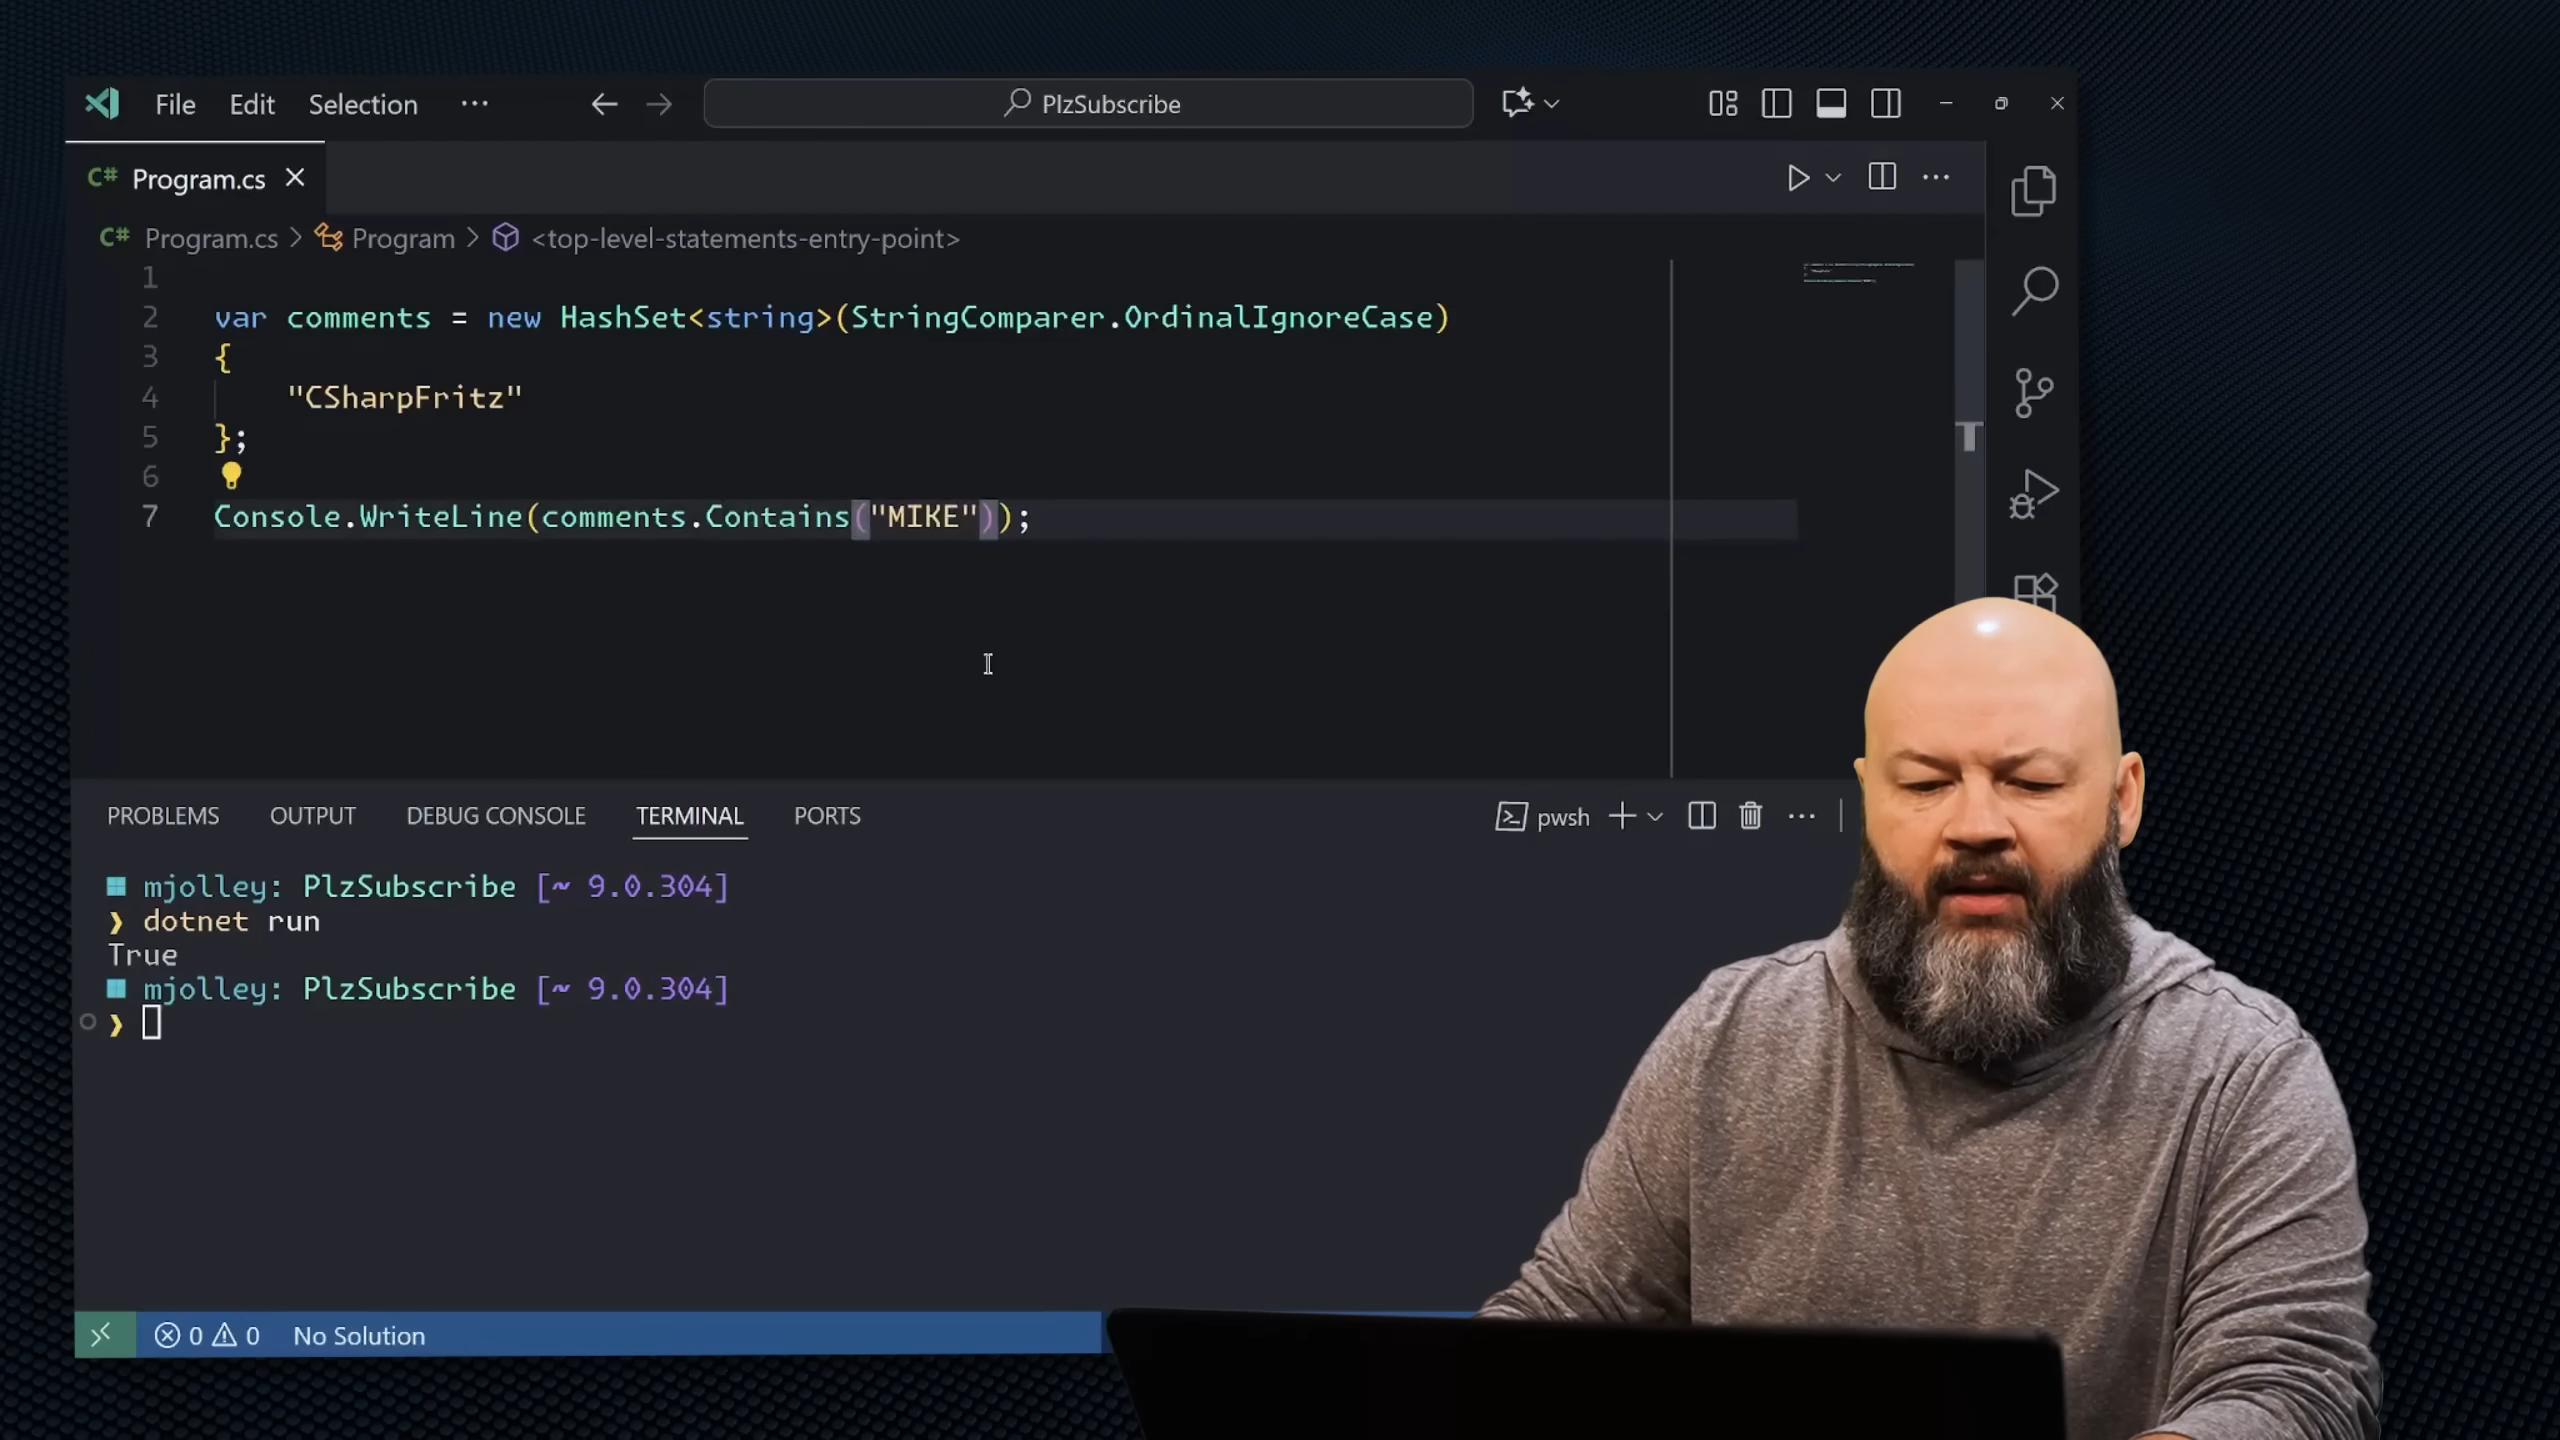 File Edit Selection ··· PlzSubscribe
C# Program.cs
C# Program.cs > Program > <top-level-statements-entry-point>
1
2 var comments = new HashSet<string>(StringComparer.OrdinalIgnoreCase)
3 {
4 "CSharpFritz"
5 };
6
7 Console.WriteLine(comments.Contains("MIKE"));
PROBLEMS OUTPUT DEBUG CONSOLE TERMINAL PORTS pwsh
mjolley: PlzSubscribe [~ 9.0.304]
❯ dotnet run
True
mjolley: PlzSubscribe [~ 9.0.304]
❯
0 0 No Solution